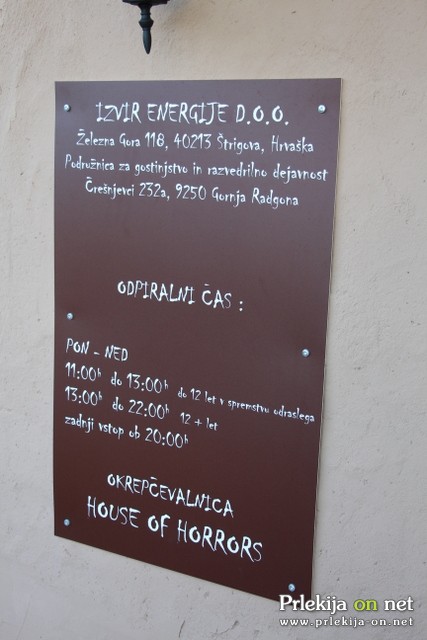 IZVIR ENERGIJE D.O.O.
Železna Gora 118, 40213 Štrigova, Hrvaška
Podružnica za gostinjstvo in razvedrilno dejavnost
Črešnjevci 232a, 9250 Gornja Radgona
ODPIRALNI ČAS :
PON - NED
11:00h do 13:00h do 12 let v spremstvu odraslega
13:00h do 22:00h 12 + let
zadnji vstop ob 20:00h
OKREPČEVALNICA
HOUSE OF HORRORS
Prlekija on net
www.prlekija-on.net